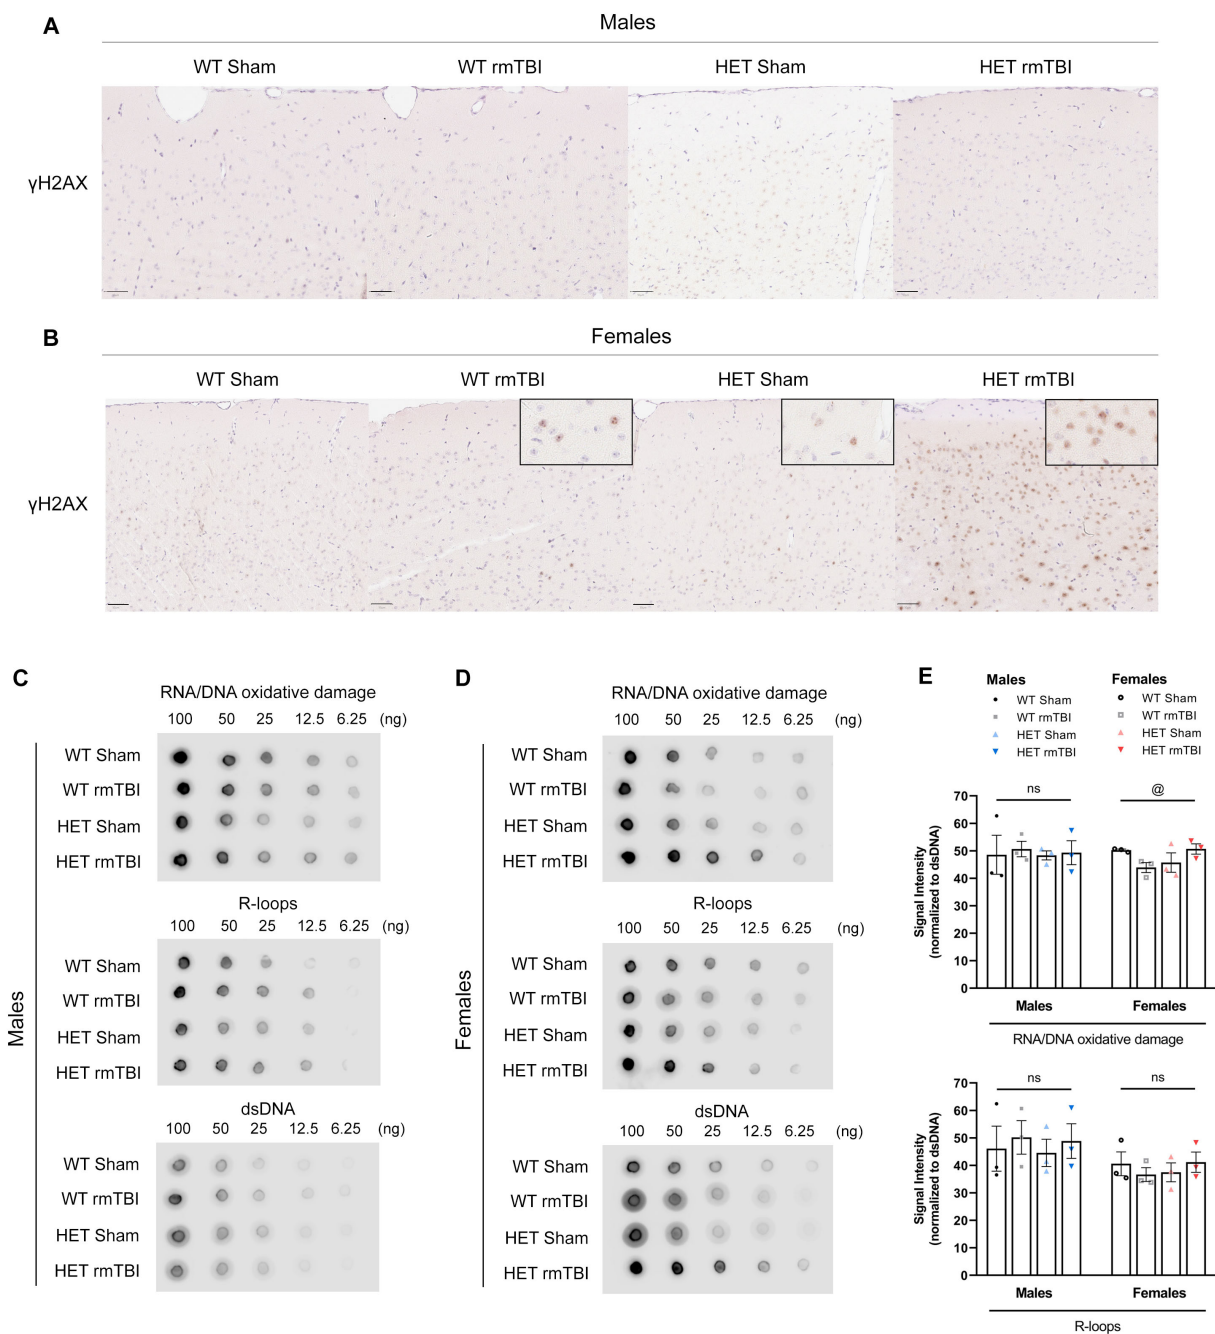 A
Males
WT Sham WT rmTBI HET Sham HET rmTBI
γH2AX
B
Females
WT Sham WT rmTBI HET Sham HET rmTBI
γH2AX
C
Males
RNA/DNA oxidative damage
100 50 25 12.5 6.25 (ng)
WT Sham
WT rmTBI
HET Sham
HET rmTBI
R-loops
100 50 25 12.5 6.25 (ng)
WT Sham
WT rmTBI
HET Sham
HET rmTBI
dsDNA
100 50 25 12.5 6.25 (ng)
WT Sham
WT rmTBI
HET Sham
HET rmTBI
D
Females
RNA/DNA oxidative damage
100 50 25 12.5 6.25 (ng)
WT Sham
WT rmTBI
HET Sham
HET rmTBI
R-loops
100 50 25 12.5 6.25 (ng)
WT Sham
WT rmTBI
HET Sham
HET rmTBI
dsDNA
100 50 25 12.5 6.25 (ng)
WT Sham
WT rmTBI
HET Sham
HET rmTBI
E
Males
WT Sham
WT rmTBI
HET Sham
HET rmTBI
Females
WT Sham
WT rmTBI
HET Sham
HET rmTBI
Signal Intensity
(normalized to dsDNA)
70
60
50
40
30
20
10
0
ns @
Males Females
RNA/DNA oxidative damage
Signal Intensity
(normalized to dsDNA)
70
60
50
40
30
20
10
0
ns ns
Males Females
R-loops